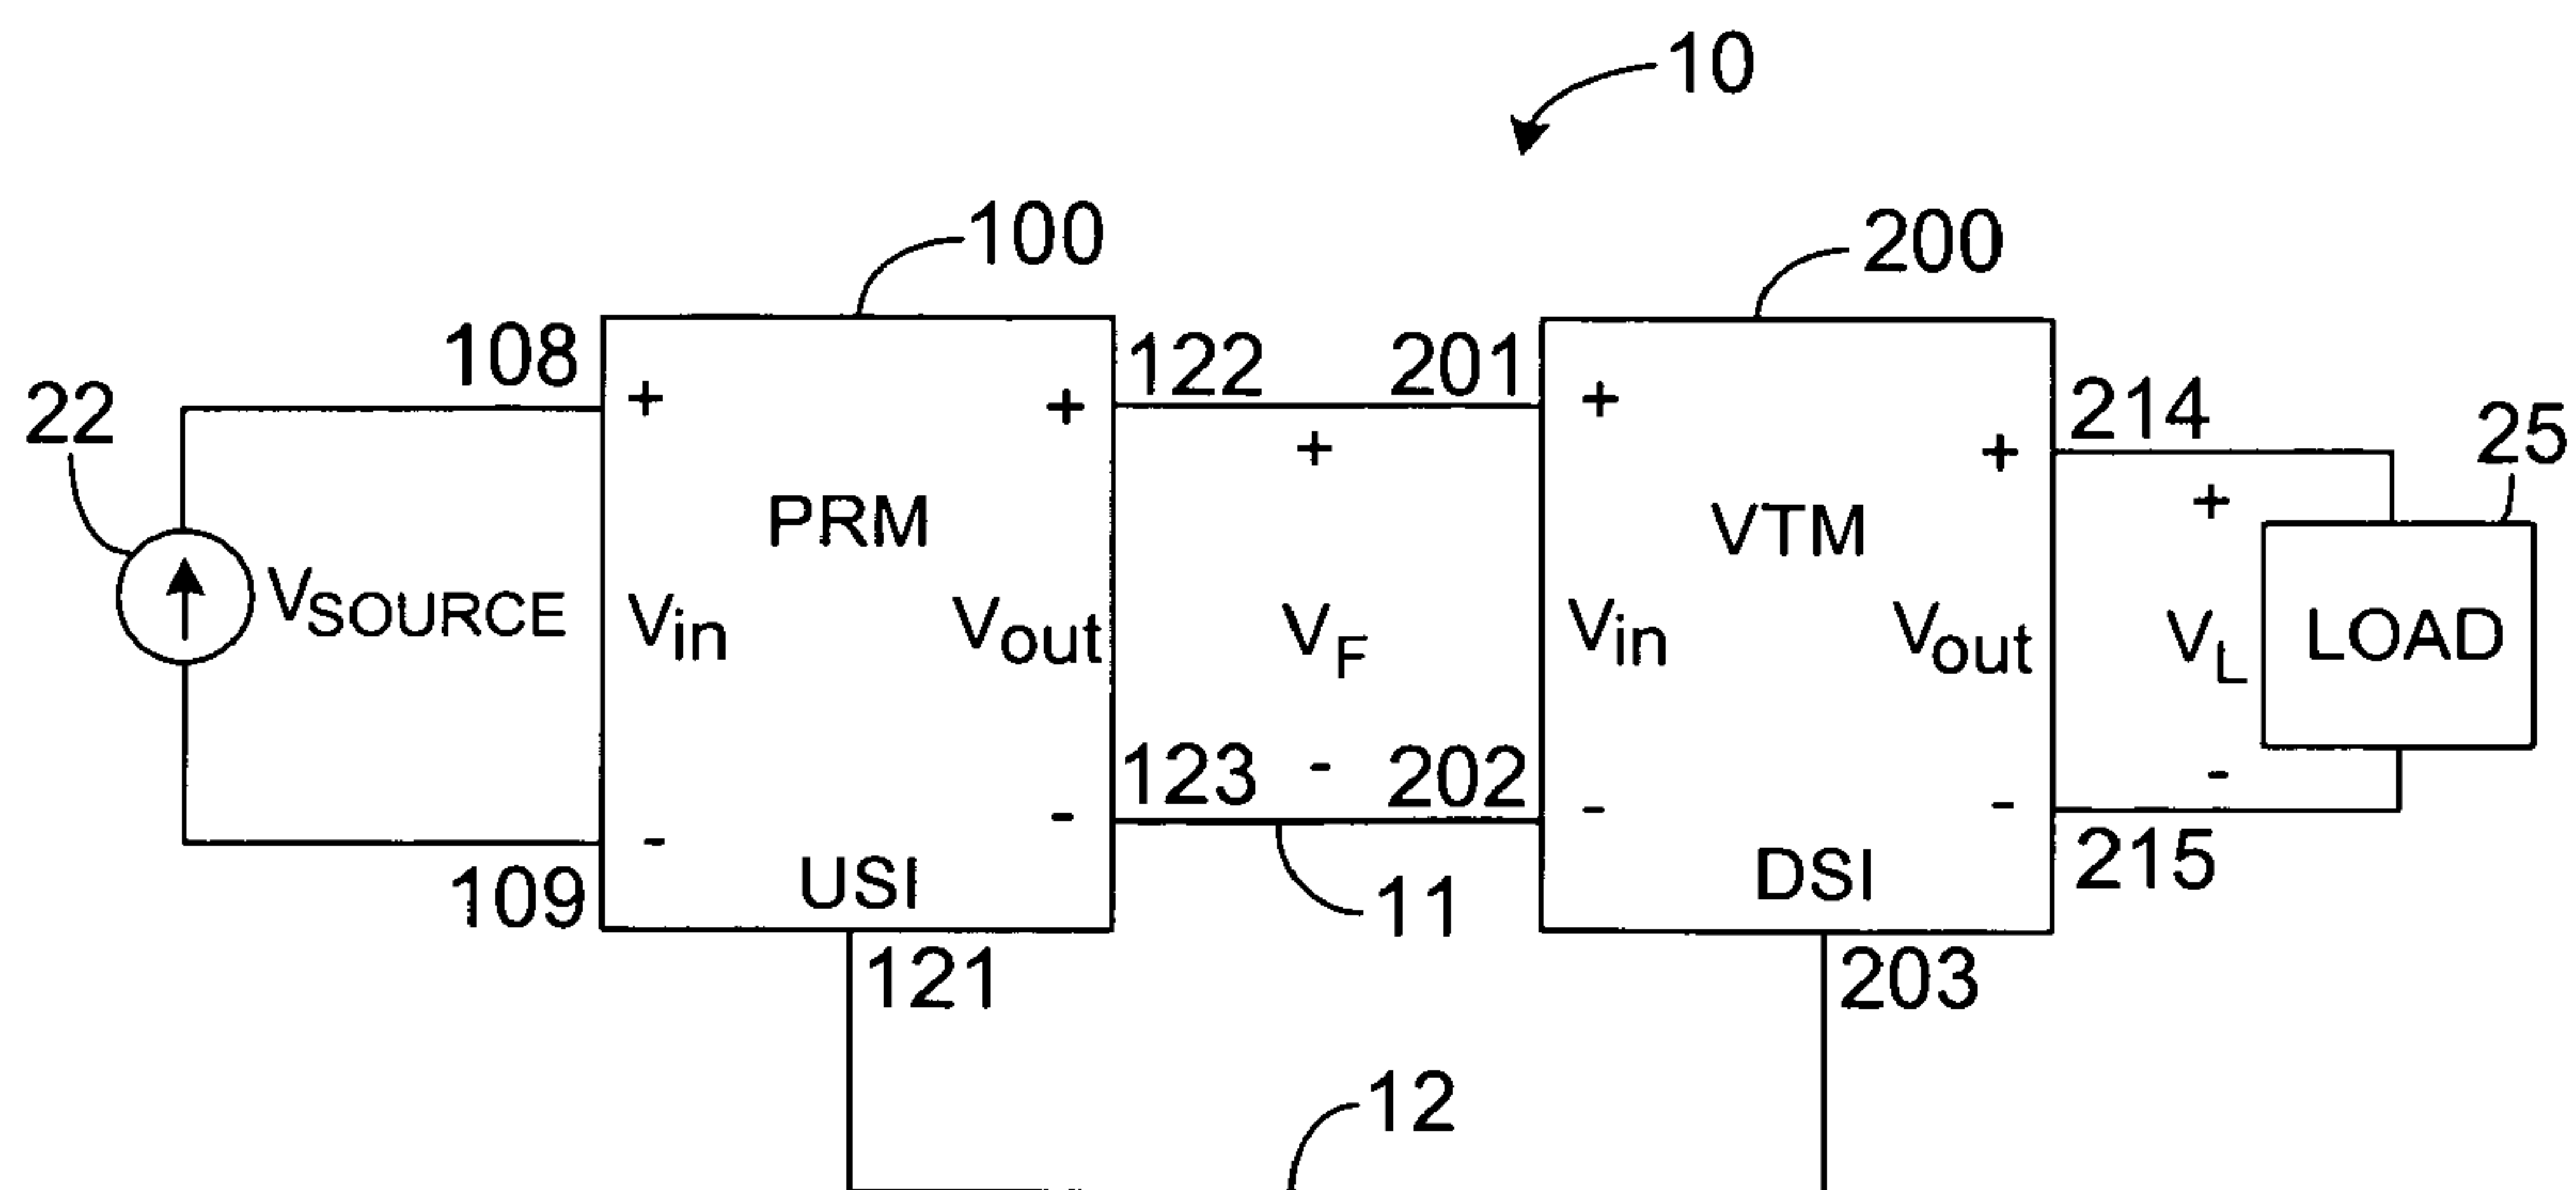 10
100
200
108
122
201
214
25
22
+
+
+
+
+
+
PRM
VTM
VSOURCE
Vin
Vout
VF
Vin
Vout
VL
LOAD
123
-
202
-
-
-
-
-
109
USI
11
DSI
215
121
203
12